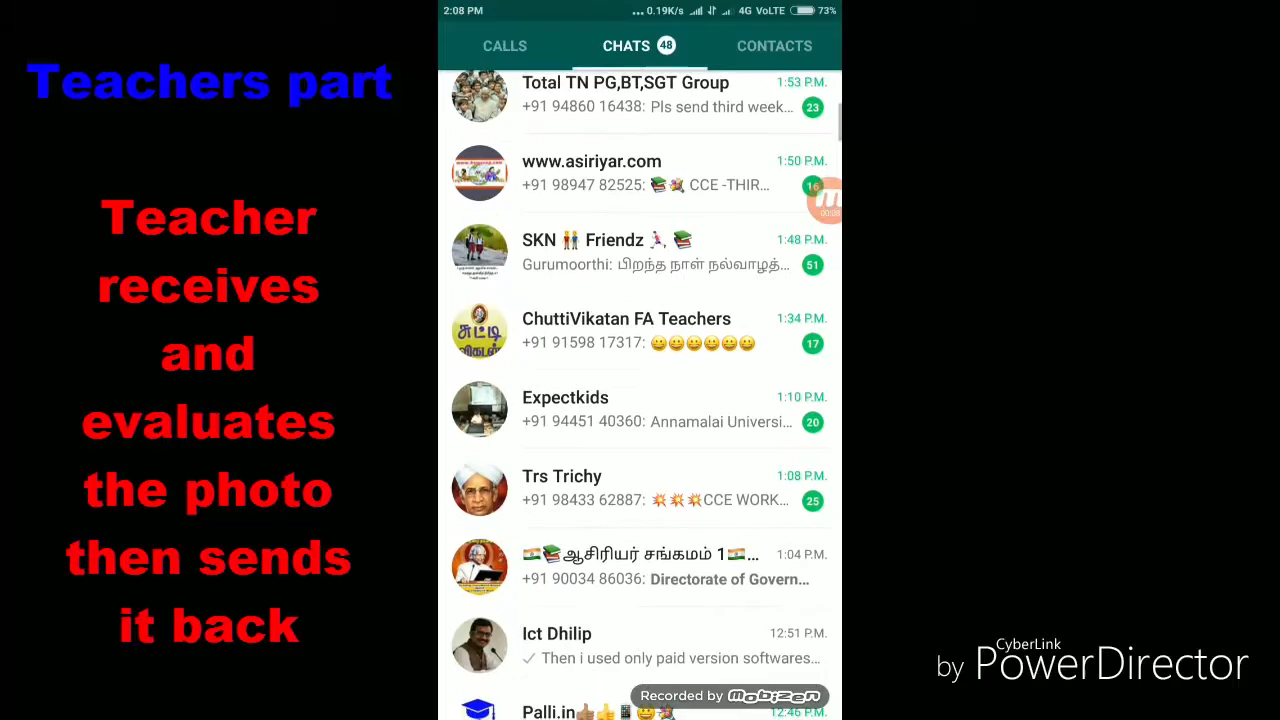 Teachers part
Teacher
receives
and
evaluates
the photo
then sends
it back
2:08 PM
... 0.19K/s 4G VoLTE 73%
CALLS CHATS 48 CONTACTS
Total TN PG,BT,SGT Group 1:53 P.M.
+91 94860 16438: Pls send third week... 23
www.asiriyar.com 1:50 P.M.
+91 98947 82525: 📚💐 CCE -THIR... 16
00:08
SKN 👬 Friendz 🏃 📚 1:48 P.M.
Gurumoorthi: பிறந்த நாள் நல்வாழத்... 51
ChuttiVikatan FA Teachers 1:34 P.M.
+91 91598 17317: 😀😀😀😀😀😀 17
சுட்டி
விகடன்
Expectkids 1:10 P.M.
+91 94451 40360: Annamalai Universi... 20
Trs Trichy 1:08 P.M.
+91 98433 62887: 💥💥💥CCE WORK... 25
🇮🇳📚ஆசிரியர் சங்கமம் 1🇮🇳... 1:04 P.M.
+91 90034 86036: Directorate of Govern...
Ict Dhilip 12:51 P.M.
✓ Then i used only paid version softwares...
Recorded by Mobizen
Palli.in👍👍📱😀💐 12:46 P.M.
CyberLink
by PowerDirector